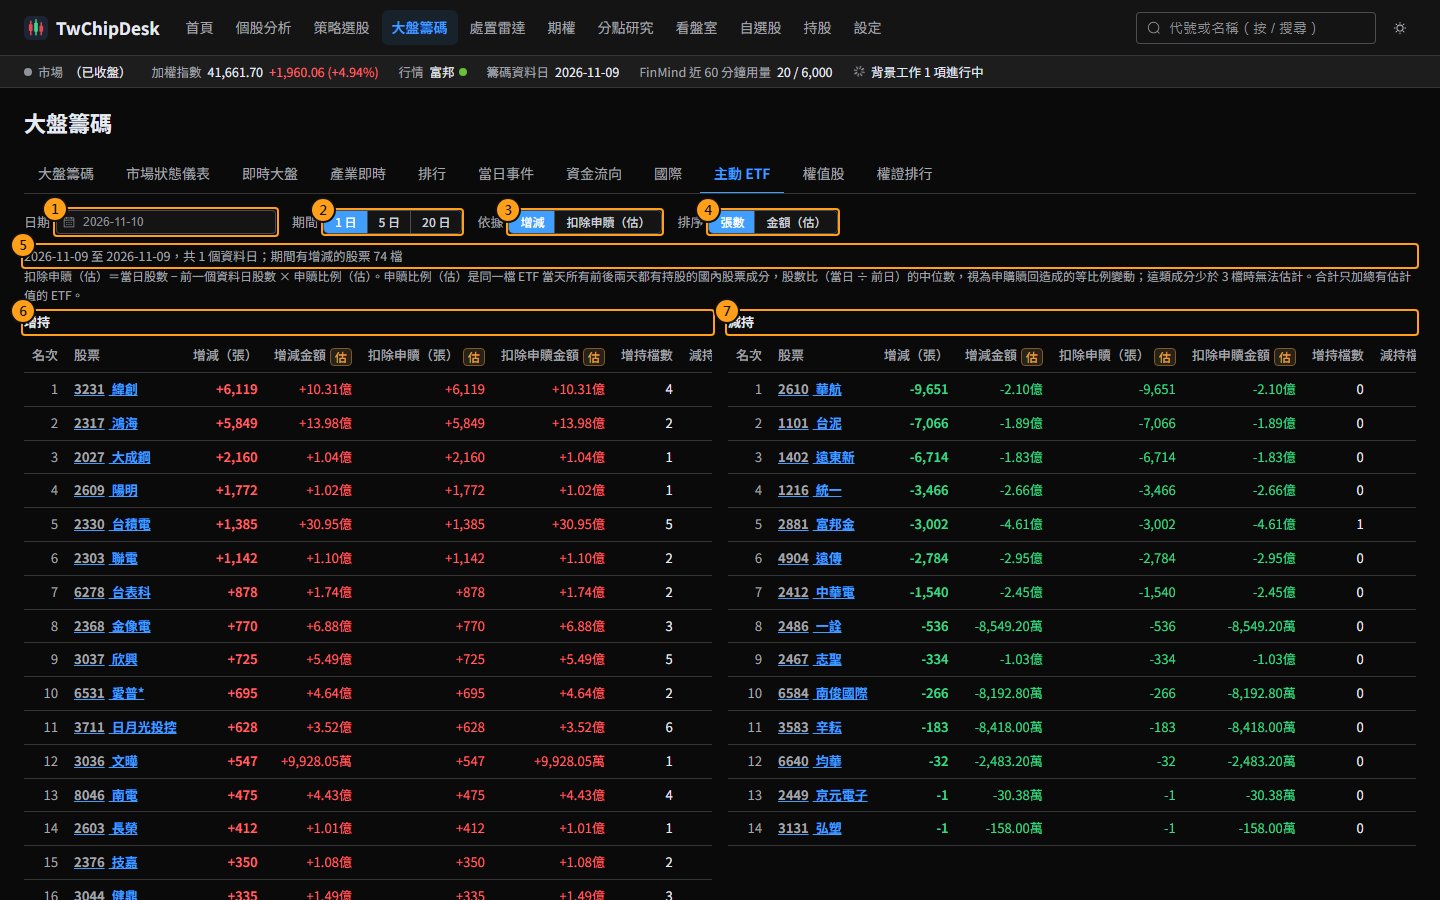 TwChipDesk 首頁 個股分析 策略選股 大盤籌碼 處置雷達 期權 分點研究 看盤室 自選股 持股 設定 代號或名稱（按 / 搜尋）
市場 （已收盤） 加權指數 41,661.70 +1,960.06 (+4.94%) 行情 富邦 籌碼資料日 2026-11-09 FinMind 近 60 分鐘用量 20 / 6,000 背景工作 1 項進行中
大盤籌碼
大盤籌碼 市場狀態儀表 即時大盤 產業即時 排行 當日事件 資金流向 國際 主動 ETF 權值股 權證排行
日期 1 2026-11-10 期間 2 1 日 5 日 20 日 依據 3 增減 扣除申贖（估） 排序 4 張數 金額（估）
5
2026-11-09 至 2026-11-09，共 1 個資料日；期間有增減的股票 74 檔
扣除申贖（估）＝當日股數 − 前一個資料日股數 × 申贖比例（估）。申贖比例（估）是同一檔 ETF 當天所有前後兩天都有持股的國內股票成分，股數比（當日 ÷ 前日）的中位數，視為申購贖回造成的等比例變動；這類成分少於 3 檔時無法估計。合計只加總有估計
值的 ETF。
6 增持 7 減持
名次 股票 增減（張） 增減金額 估 扣除申贖（張） 估 扣除申贖金額 估 增持檔數 減持 名次 股票 增減（張） 增減金額 估 扣除申贖（張） 估 扣除申贖金額 估 增持檔數 減持檔
1 3231 緯創 +6,119 +10.31億 +6,119 +10.31億 4 1 2610 華航 -9,651 -2.10億 -9,651 -2.10億 0
2 2317 鴻海 +5,849 +13.98億 +5,849 +13.98億 2 2 1101 台泥 -7,066 -1.89億 -7,066 -1.89億 0
3 2027 大成鋼 +2,160 +1.04億 +2,160 +1.04億 1 3 1402 遠東新 -6,714 -1.83億 -6,714 -1.83億 0
4 2609 陽明 +1,772 +1.02億 +1,772 +1.02億 1 4 1216 統一 -3,466 -2.66億 -3,466 -2.66億 0
5 2330 台積電 +1,385 +30.95億 +1,385 +30.95億 5 5 2881 富邦金 -3,002 -4.61億 -3,002 -4.61億 1
6 2303 聯電 +1,142 +1.10億 +1,142 +1.10億 2 6 4904 遠傳 -2,784 -2.95億 -2,784 -2.95億 0
7 6278 台表科 +878 +1.74億 +878 +1.74億 2 7 2412 中華電 -1,540 -2.45億 -1,540 -2.45億 0
8 2368 金像電 +770 +6.88億 +770 +6.88億 3 8 2486 一詮 -536 -8,549.20萬 -536 -8,549.20萬 0
9 3037 欣興 +725 +5.49億 +725 +5.49億 5 9 2467 志聖 -334 -1.03億 -334 -1.03億 0
10 6531 愛普* +695 +4.64億 +695 +4.64億 2 10 6584 南俊國際 -266 -8,192.80萬 -266 -8,192.80萬 0
11 3711 日月光投控 +628 +3.52億 +628 +3.52億 6 11 3583 辛耘 -183 -8,418.00萬 -183 -8,418.00萬 0
12 3036 文曄 +547 +9,928.05萬 +547 +9,928.05萬 1 12 6640 均華 -32 -2,483.20萬 -32 -2,483.20萬 0
13 8046 南電 +475 +4.43億 +475 +4.43億 4 13 2449 京元電子 -1 -30.38萬 -1 -30.38萬 0
14 2603 長榮 +412 +1.01億 +412 +1.01億 1 14 3131 弘塑 -1 -158.00萬 -1 -158.00萬 0
15 2376 技嘉 +350 +1.08億 +350 +1.08億 2
16 3044 健鼎 +335 +1.49億 +335 +1.49億 3